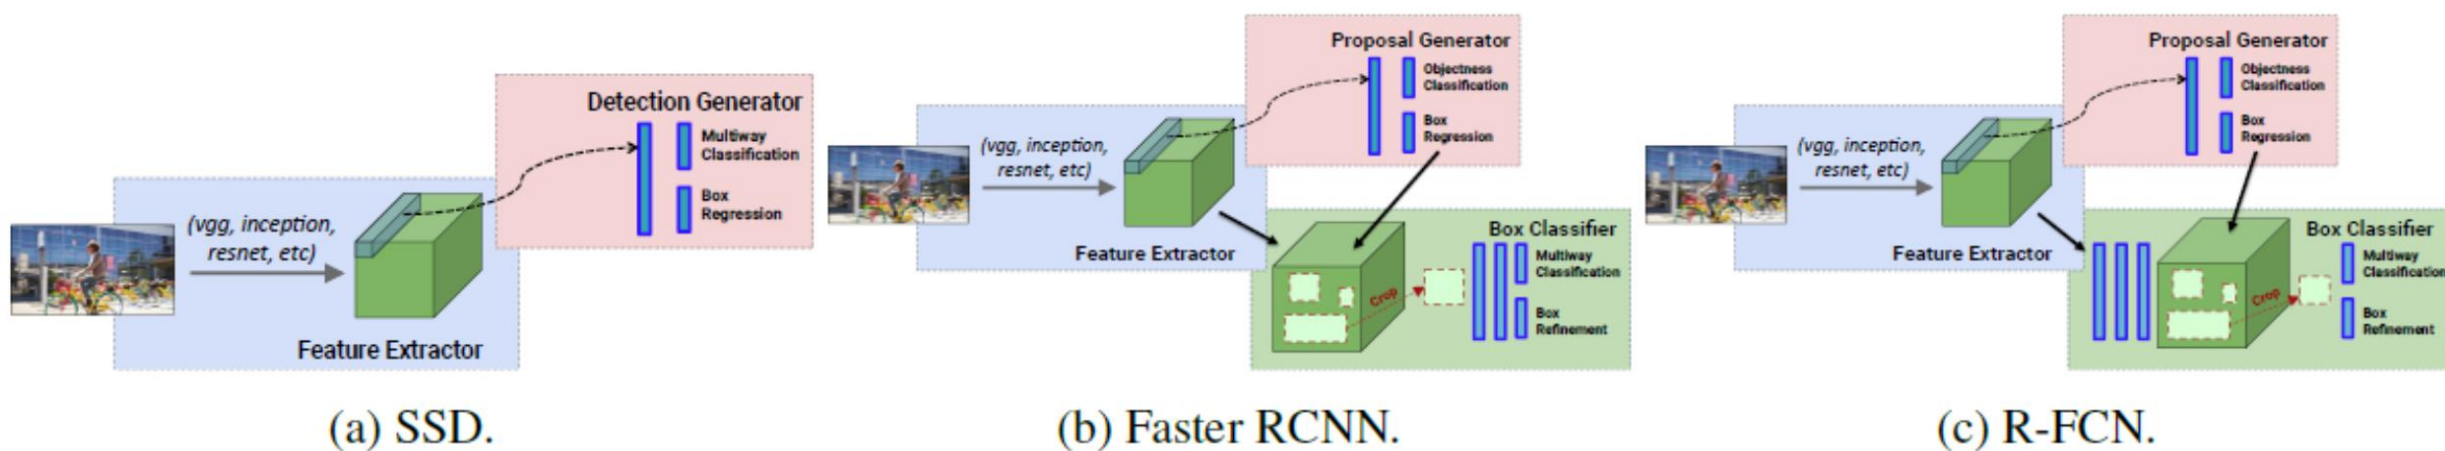 Detection Generator
Multiway
Classification
Box
Regression
(vgg, inception,
resnet, etc)
Feature Extractor
(a) SSD.
Proposal Generator
Objectness
Classification
Box
Regression
(vgg, inception,
resnet, etc)
Feature Extractor
Box Classifier
Multiway
Classification
Crop
Box
Refinement
(b) Faster RCNN.
Proposal Generator
Objectness
Classification
Box
Regression
(vgg, inception,
resnet, etc)
Feature Extractor
Box Classifier
Multiway
Classification
Crop
Box
Refinement
(c) R-FCN.